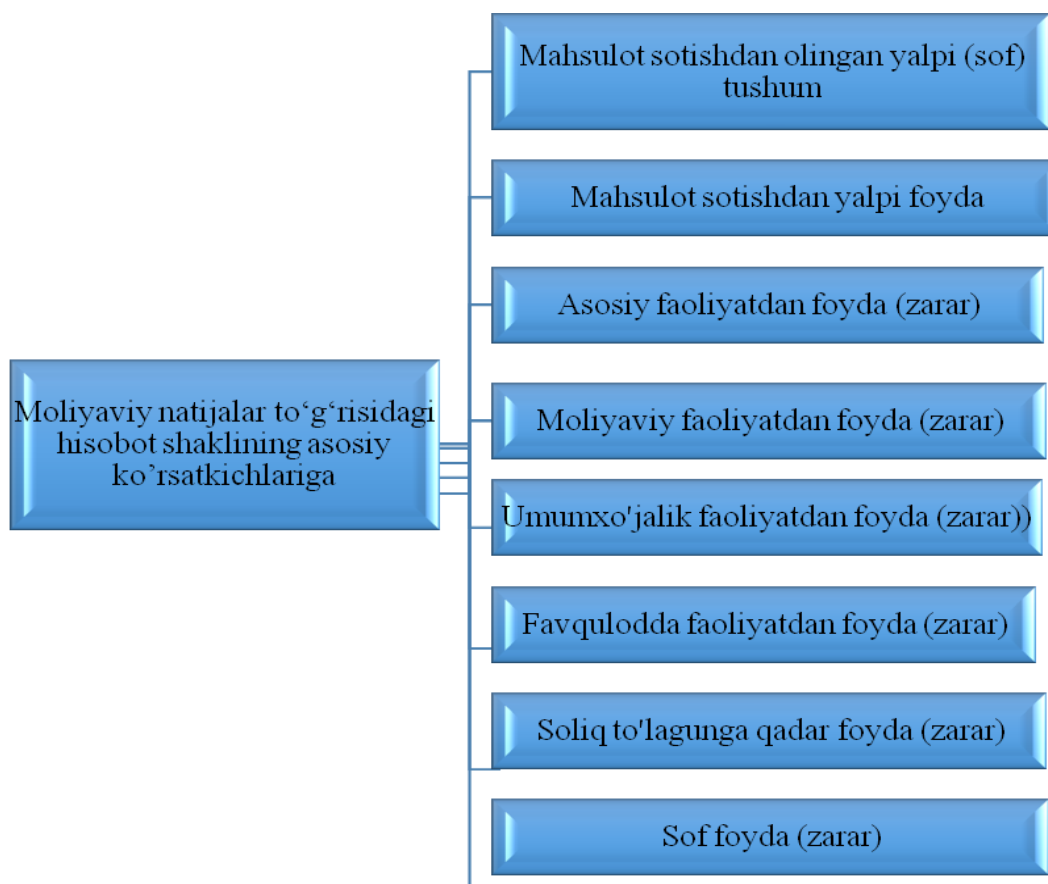 Mahsulot sotishdan olingan yalpi (sof)
tushum
Mahsulot sotishdan yalpi foyda
Asosiy faoliyatdan foyda (zarar)
Moliyaviy natijalar to‘g‘risidagi
hisobot shaklining asosiy
ko’rsatkichlariga
Moliyaviy faoliyatdan foyda (zarar)
Umumxo'jalik faoliyatdan foyda (zarar))
Favqulodda faoliyatdan foyda (zarar)
Soliq to'lagunga qadar foyda (zarar)
Sof foyda (zarar)